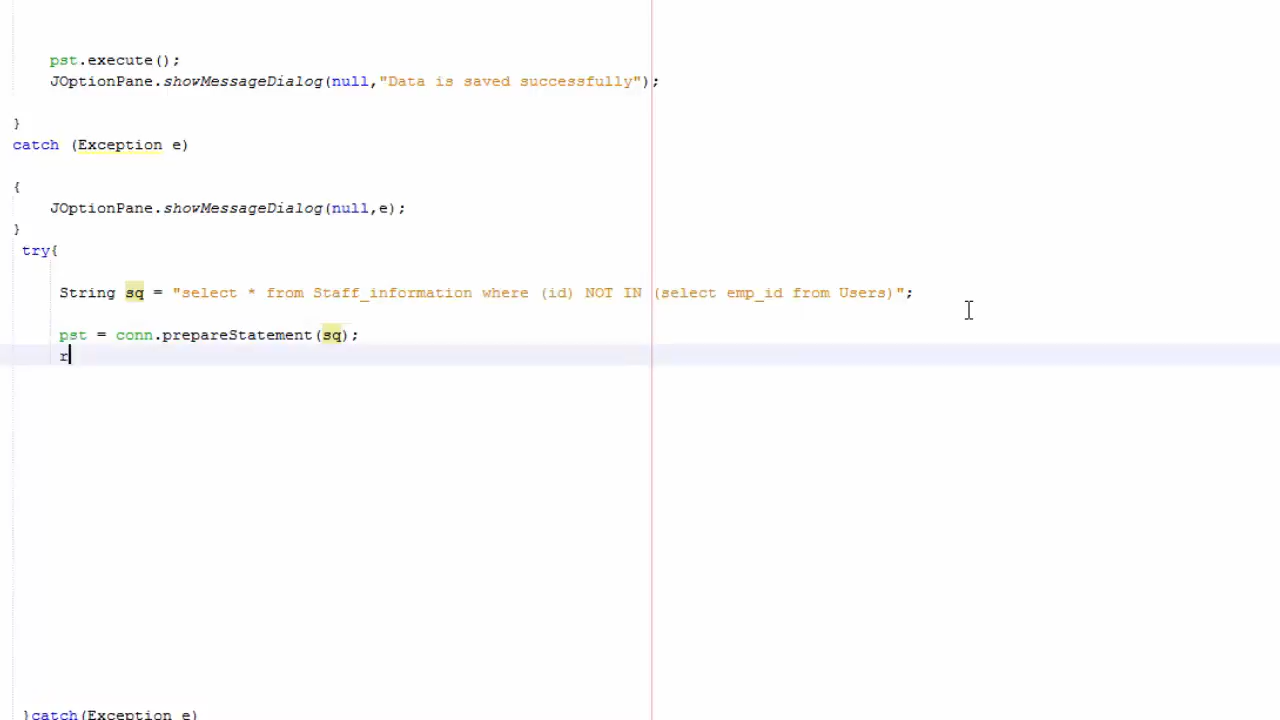 pst.execute();
JOptionPane.showMessageDialog(null,"Data is saved successfully");
}
catch (Exception e)
{
JOptionPane.showMessageDialog(null,e);
}
try{
String sq = "select * from Staff_information where (id) NOT IN (select emp_id from Users)";
pst = conn.prepareStatement(sq);
r
}catch(Exception e)